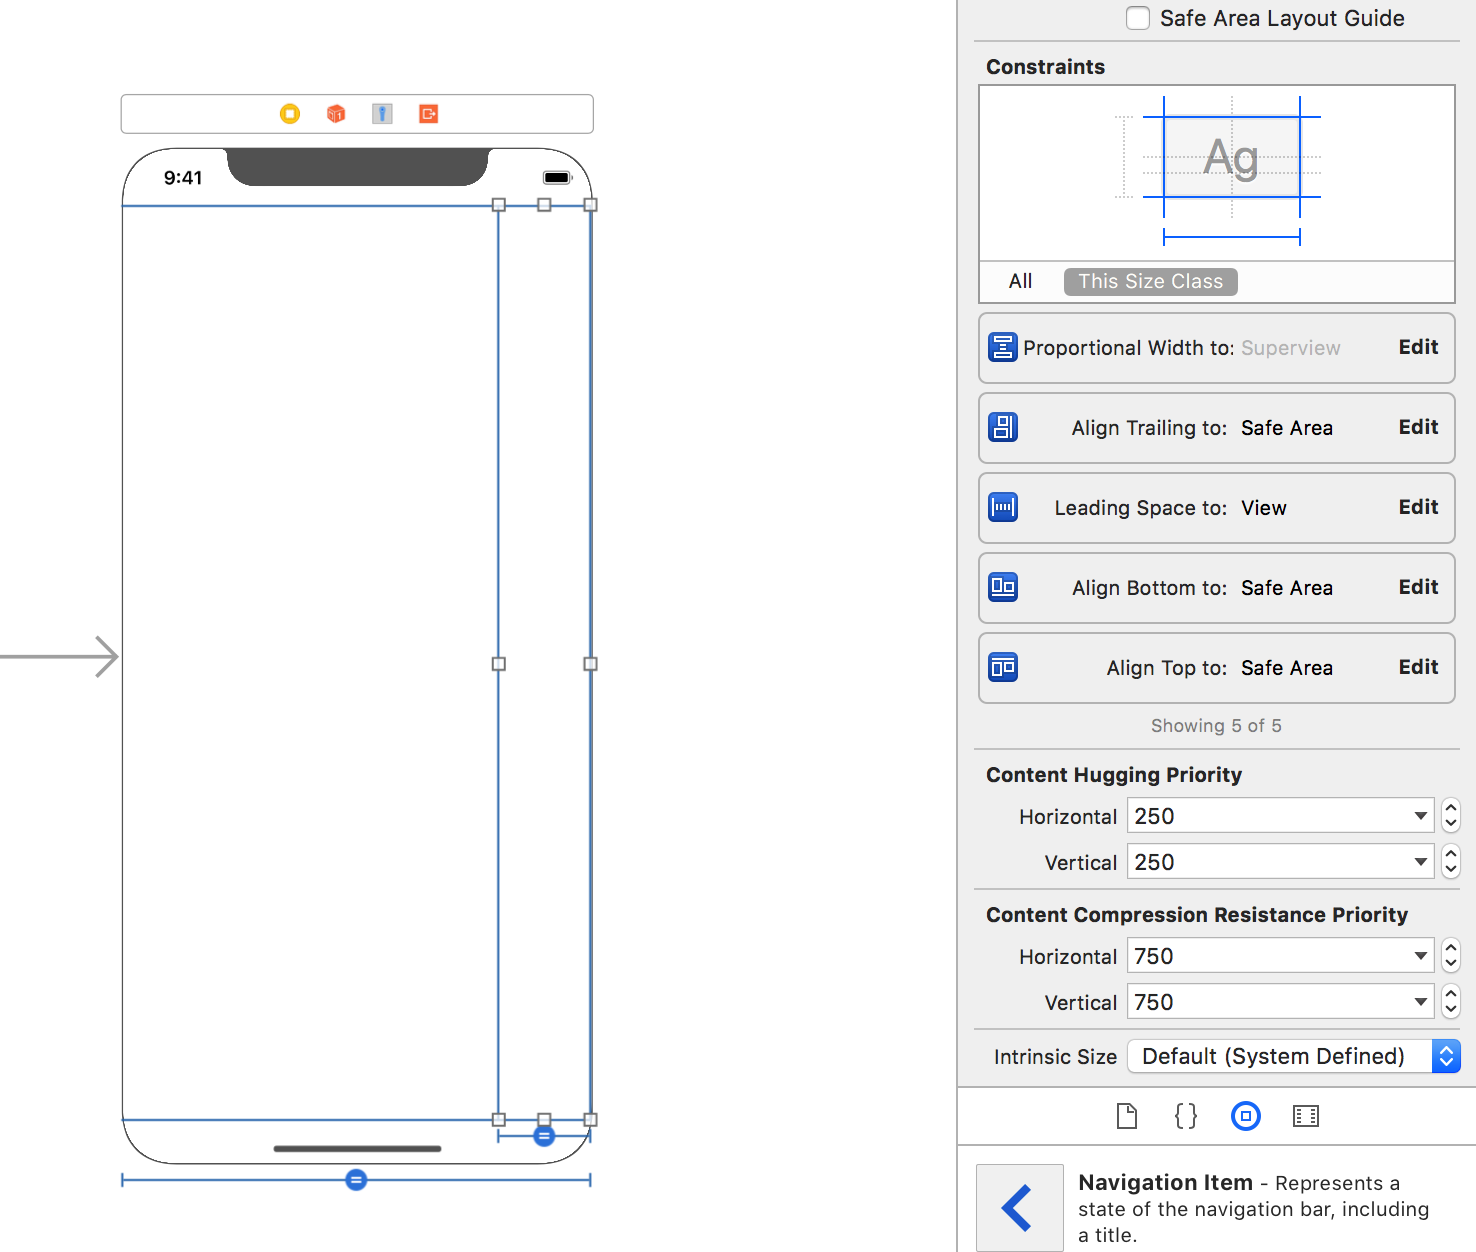 Safe Area Layout Guide
Constraints
Ag
All This Size Class
Proportional Width to: Superview Edit
Align Trailing to: Safe Area Edit
Leading Space to: View Edit
Align Bottom to: Safe Area Edit
Align Top to: Safe Area Edit
Showing 5 of 5
Content Hugging Priority
Horizontal 250
Vertical 250
Content Compression Resistance Priority
Horizontal 750
Vertical 750
Intrinsic Size Default (System Defined)
{}
Navigation Item - Represents a
state of the navigation bar, including
a title.
9:41